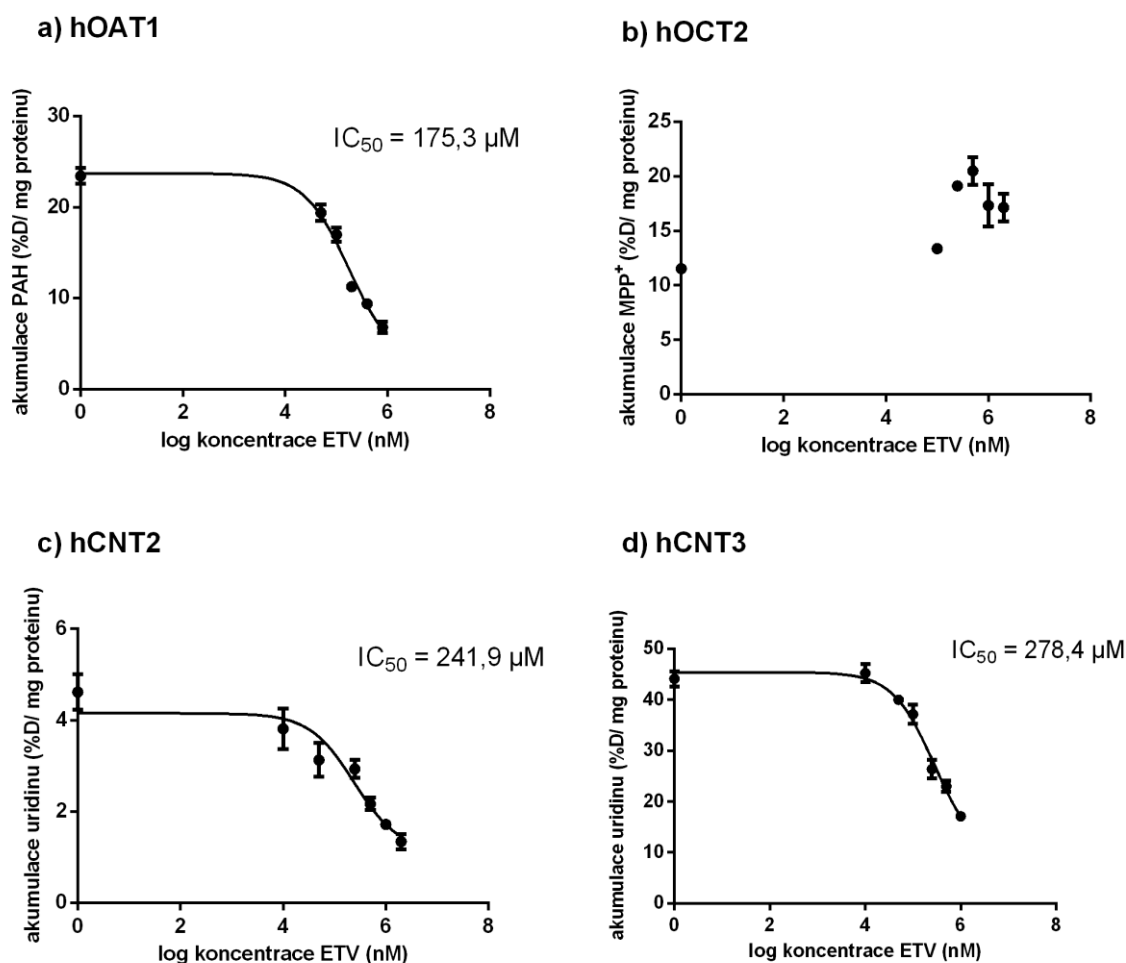 a) hOAT1
akumulace PAH (%D/ mg proteinu)
30
20
10
0
IC50 = 175,3 µM
0 2 4 6 8
log koncentrace ETV (nM)
b) hOCT2
akumulace MPP+ (%D/ mg proteinu)
25
20
15
10
5
0
0 2 4 6 8
log koncentrace ETV (nM)
c) hCNT2
akumulace uridinu (%D/ mg proteinu)
6
4
2
0
IC50 = 241,9 µM
0 2 4 6 8
log koncentrace ETV (nM)
d) hCNT3
akumulace uridinu (%D/ mg proteinu)
50
40
30
20
10
0
IC50 = 278,4 µM
0 2 4 6 8
log koncentrace ETV (nM)